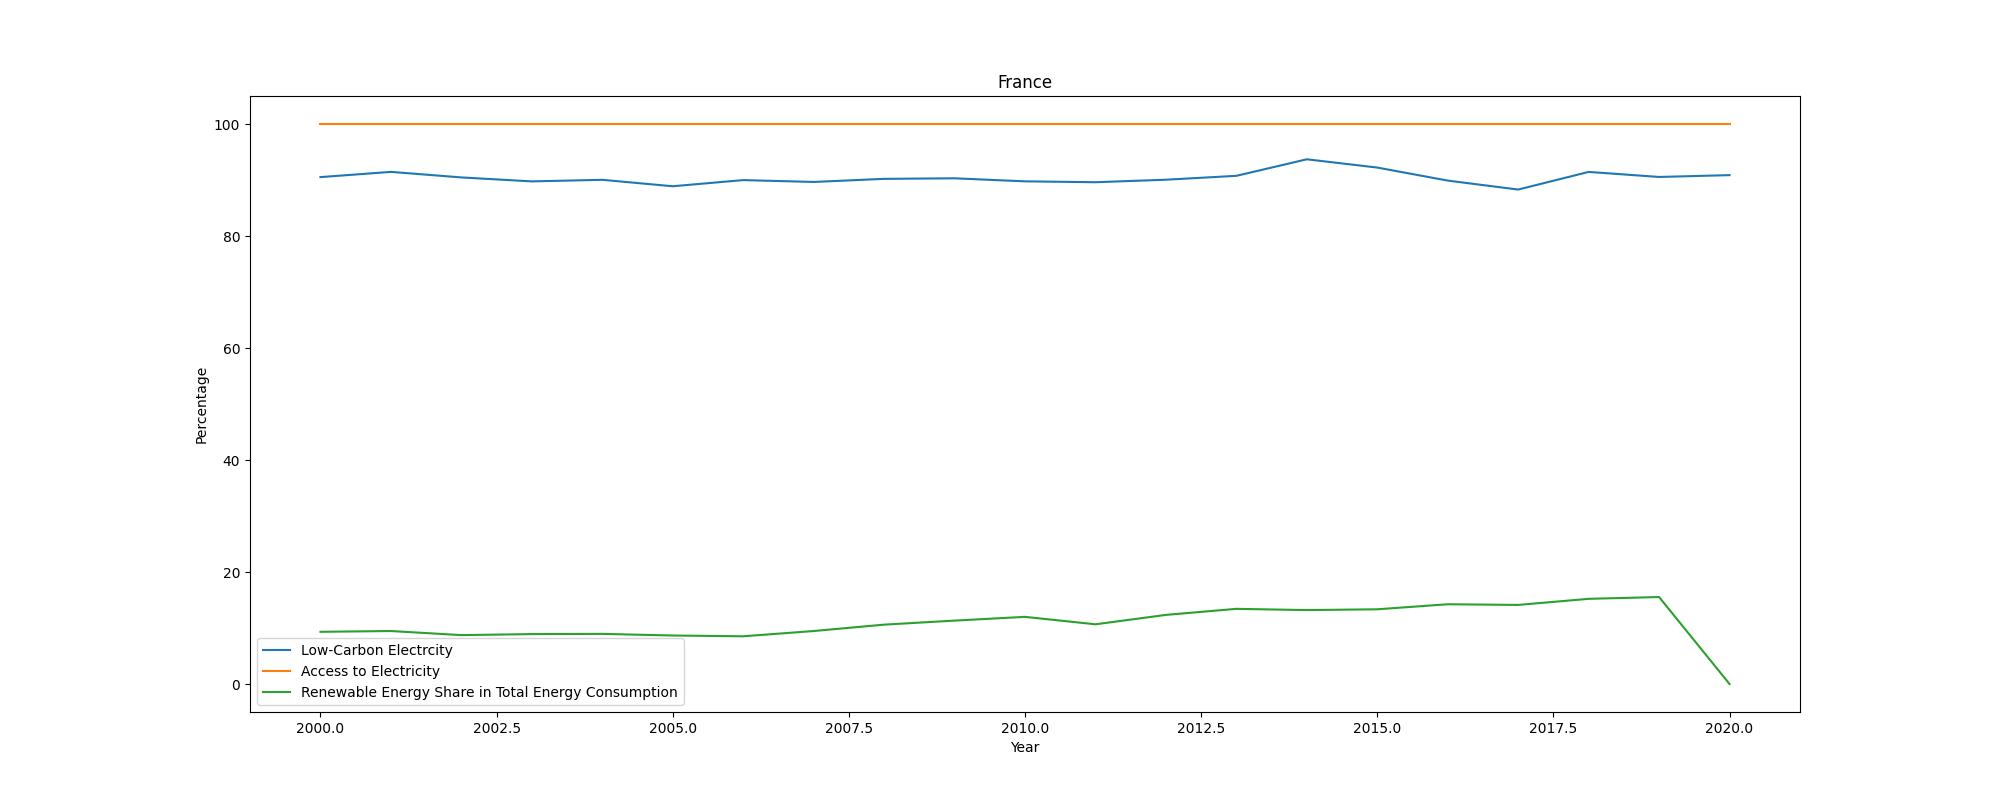 France
100
80
60
40
20
0
Percentage
Low-Carbon Electrcity
Access to Electricity
Renewable Energy Share in Total Energy Consumption
2000.0 2002.5 2005.0 2007.5 2010.0 2012.5 2015.0 2017.5 2020.0
Year